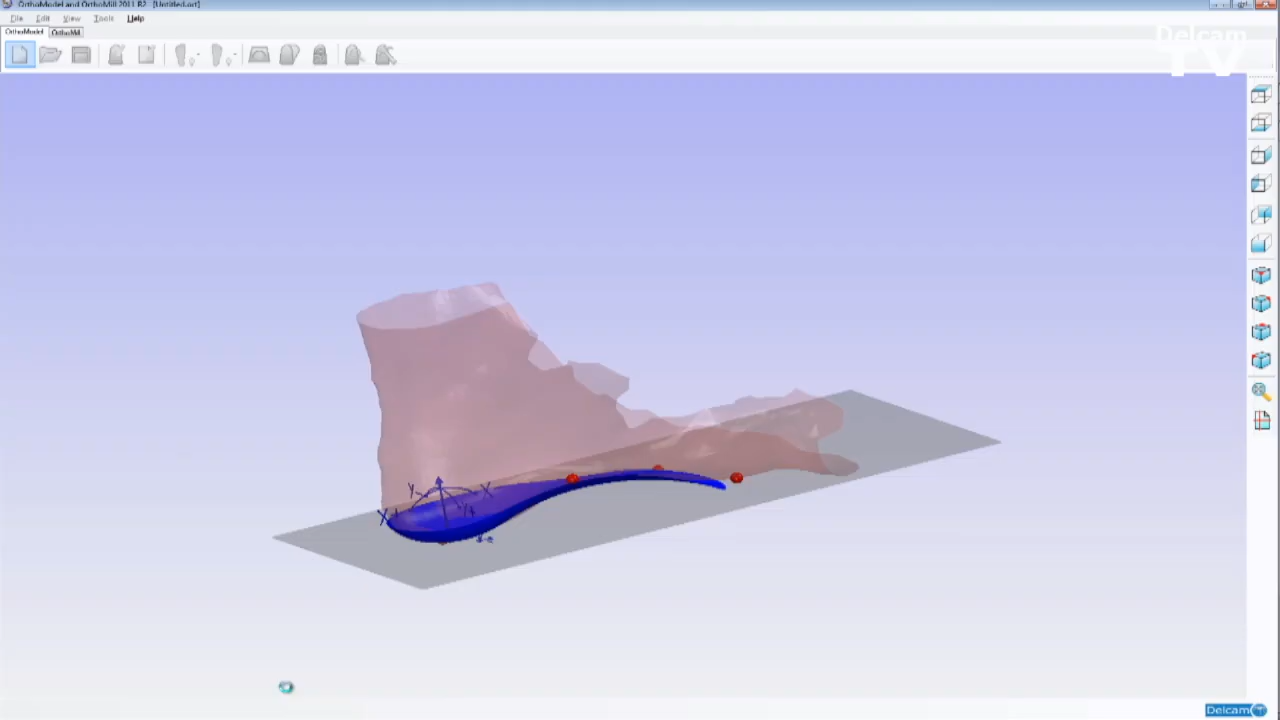 OrthoModel and OrthoMill 2011 R2 - [Untitled.ort]
File Edit View Tools Help
OrthoModel OrthoMill
Delcam
TV
Y X
X
Delcam